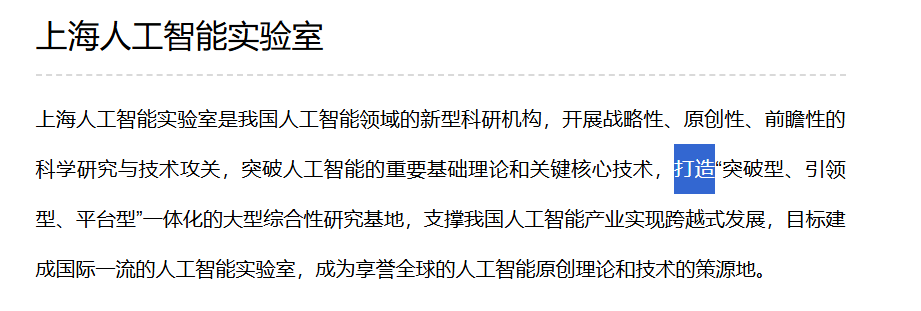 上海人工智能实验室
上海人工智能实验室是我国人工智能领域的新型科研机构，开展战略性、原创性、前瞻性的
科学研究与技术攻关，突破人工智能的重要基础理论和关键核心技术，打造“突破型、引领
型、平台型”一体化的大型综合性研究基地，支撑我国人工智能产业实现跨越式发展，目标建
成国际一流的人工智能实验室，成为享誉全球的人工智能原创理论和技术的策源地。